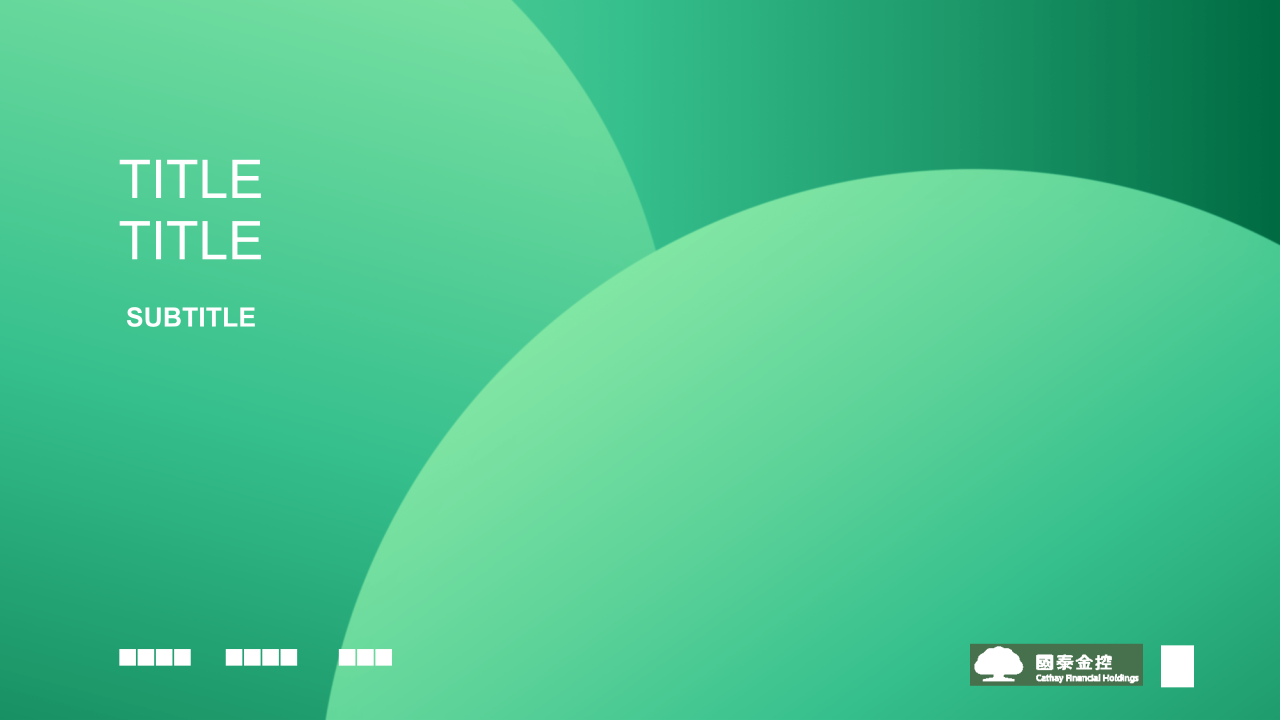 TITLE
TITLE
SUBTITLE
國泰金控
Cathay Financial Holdings